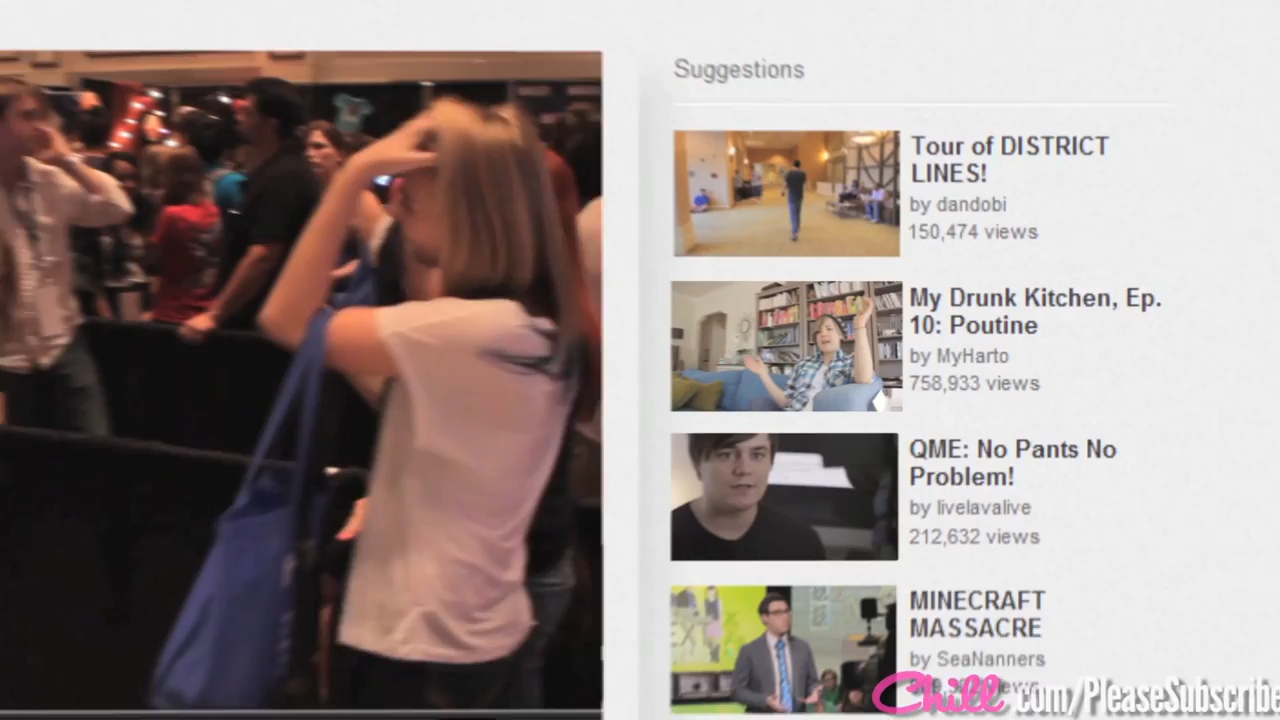 Suggestions
Tour of DISTRICT
LINES!
by dandobi
150,474 views
My Drunk Kitchen, Ep.
10: Poutine
by MyHarto
758,933 views
QME: No Pants No
Problem!
by livelavalive
212,632 views
MINECRAFT
MASSACRE
by SeaNanners
views
Chill.com/PleaseSubscribe